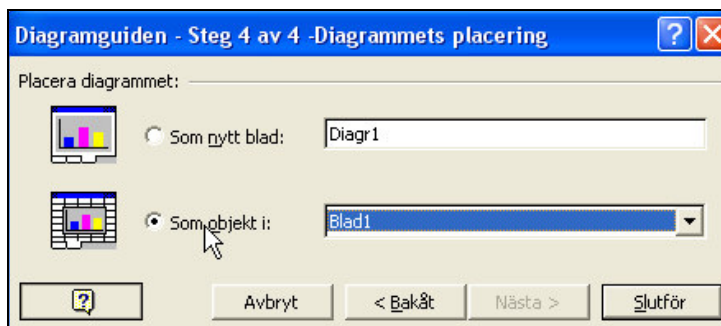 Diagramguiden - Steg 4 av 4 -Diagrammets placering
Placera diagrammet:
Som nytt blad: Diagr1
Som objekt i: Blad1
Avbryt < Bakåt Nästa > Slutför